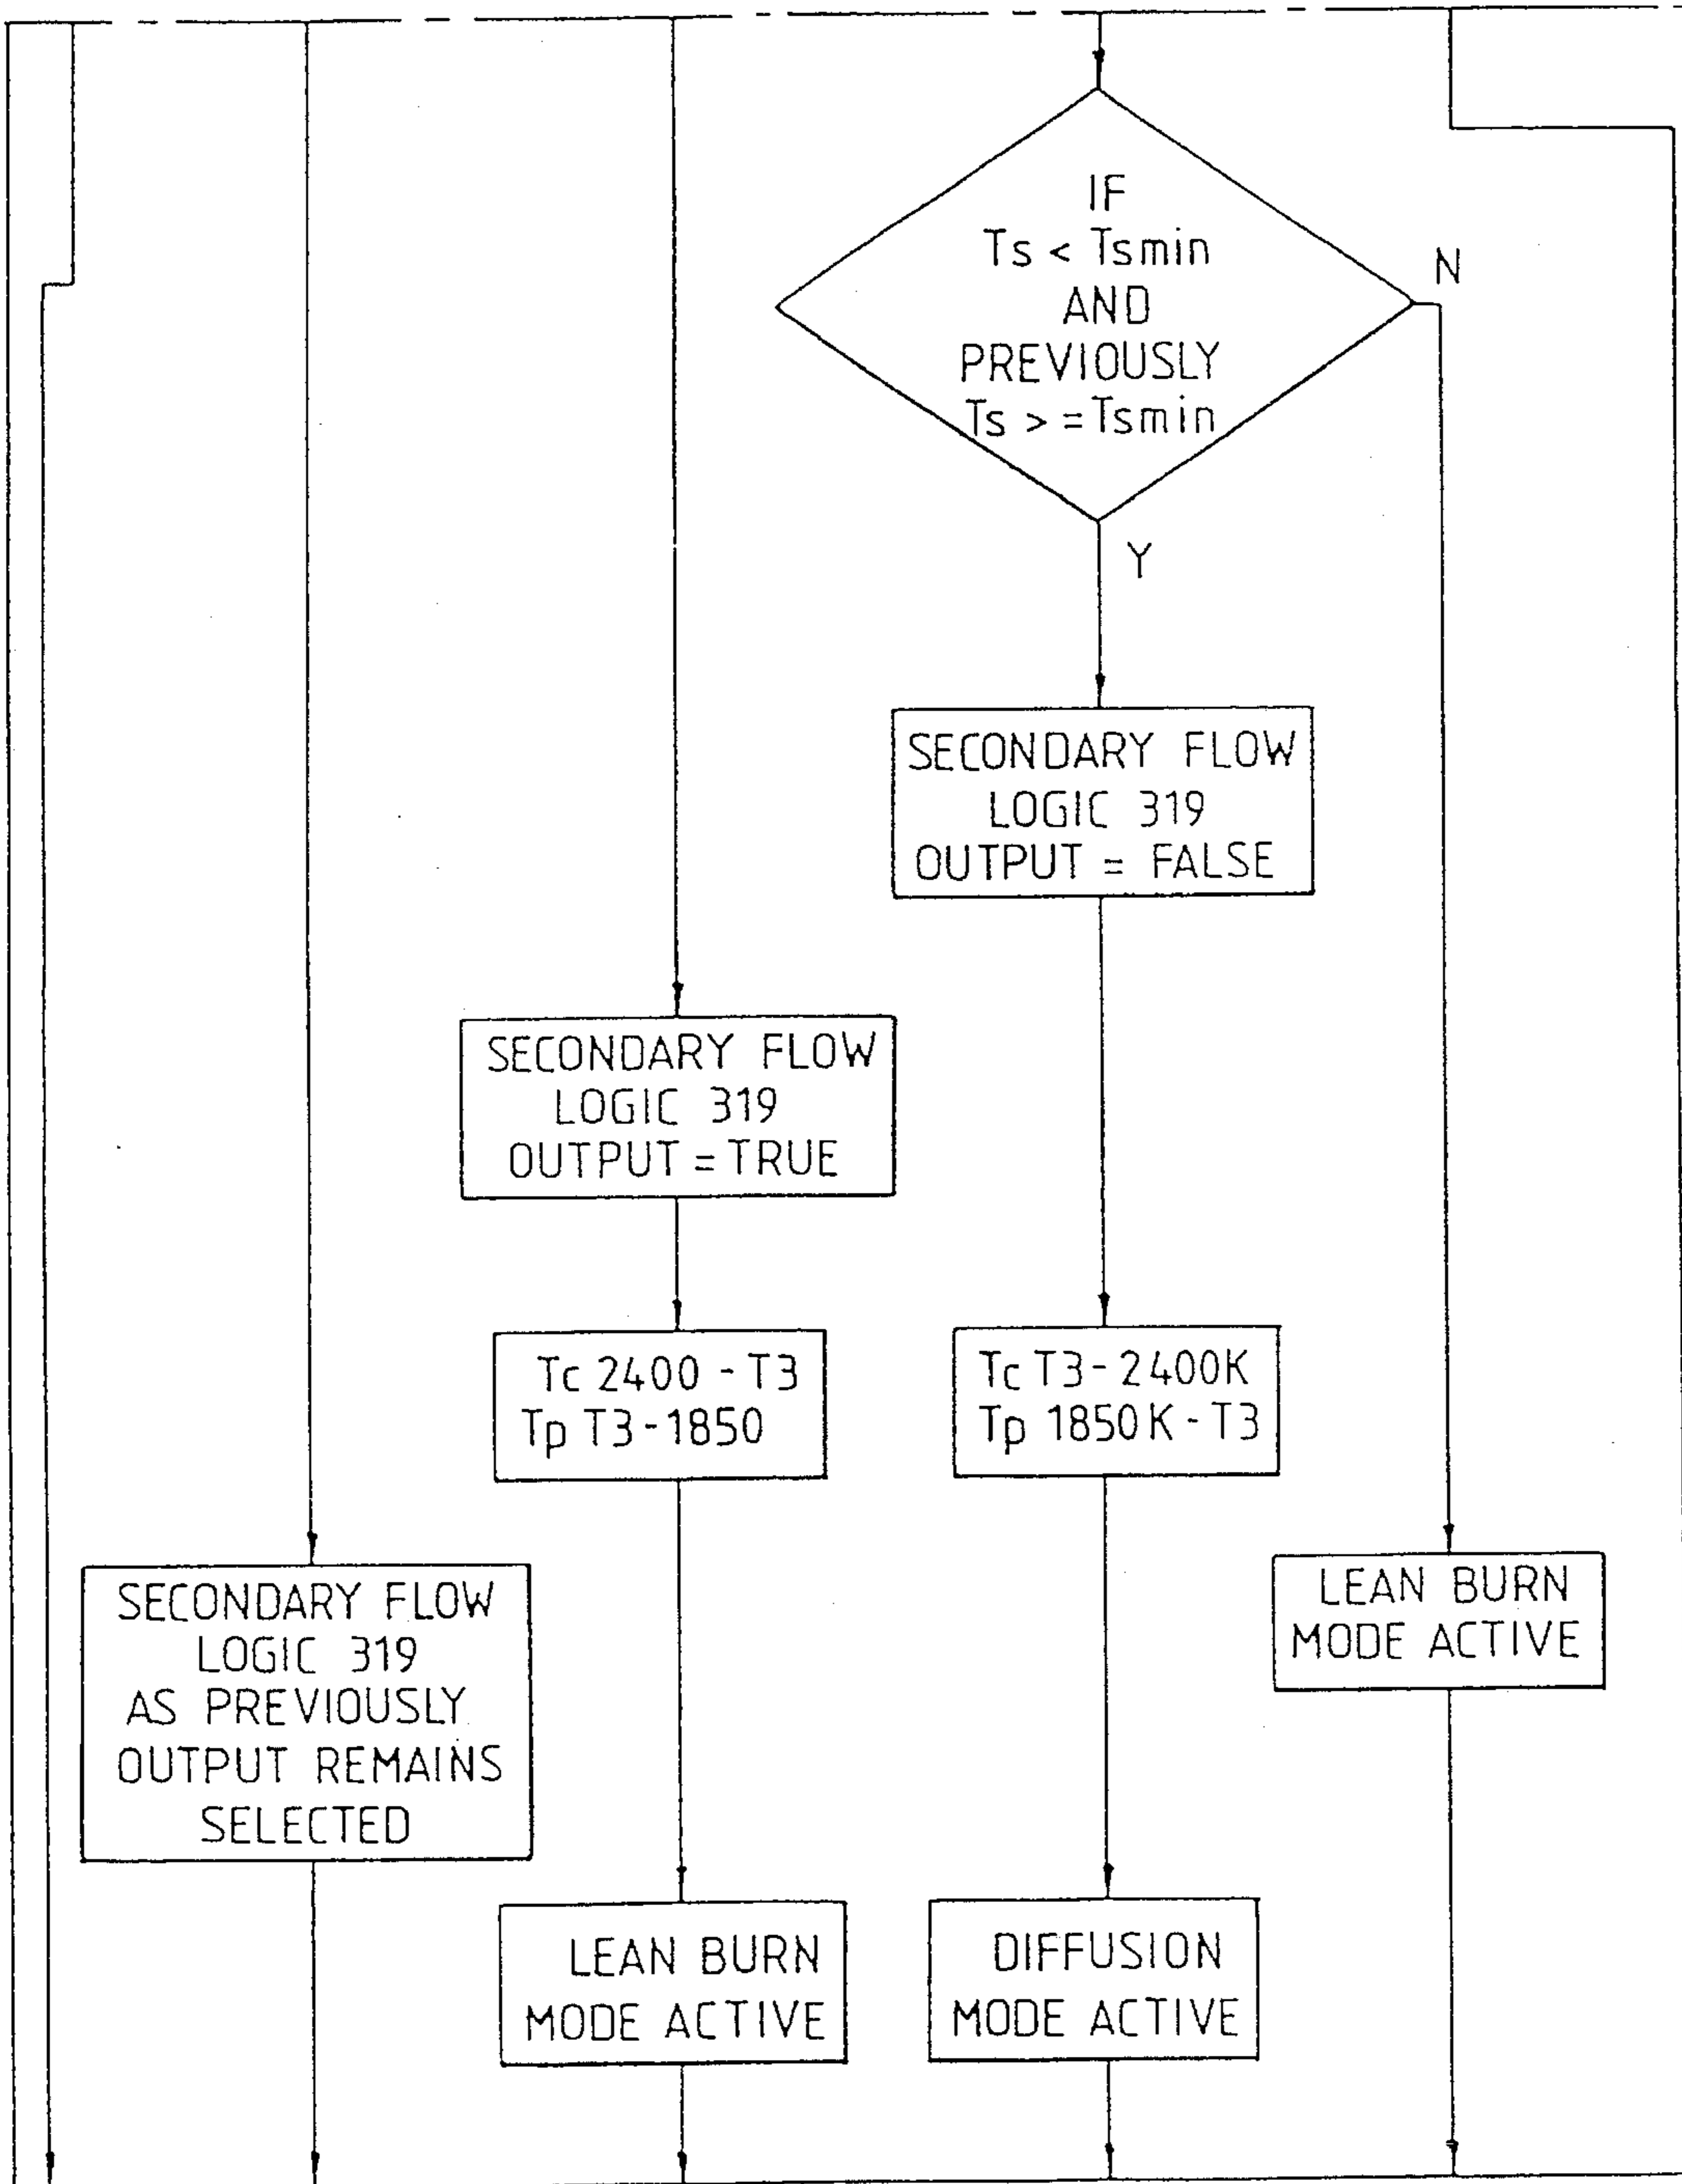 IF
Ts < Tsmin
AND
PREVIOUSLY
Ts > =Tsmin
N
Y
SECONDARY FLOW
LOGIC 319
OUTPUT = FALSE
SECONDARY FLOW
LOGIC 319
OUTPUT = TRUE
Tc 2400 - T3
Tp T3-1850
Tc T3-2400K
Tp 1850K-T3
SECONDARY FLOW
LOGIC 319
AS PREVIOUSLY
OUTPUT REMAINS
SELECTED
LEAN BURN
MODE ACTIVE
LEAN BURN
MODE ACTIVE
DIFFUSION
MODE ACTIVE